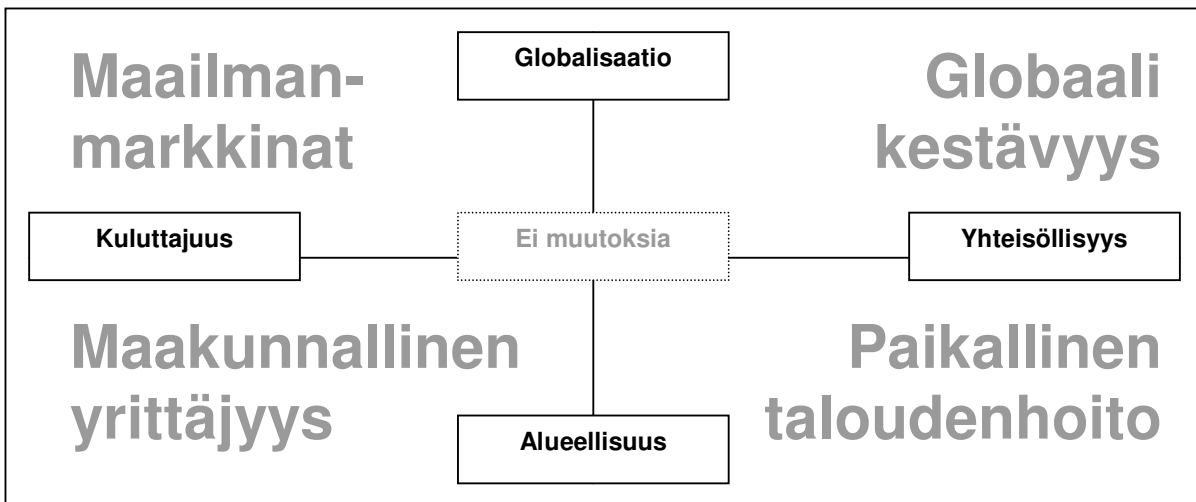 Maailman-
markkinat
Globalisaatio
Globaali
kestävyys
Kuluttajuus
Ei muutoksia
Yhteisöllisyys
Maakunnallinen
yrittäjyys
Alueellisuus
Paikallinen
taloudenhoito